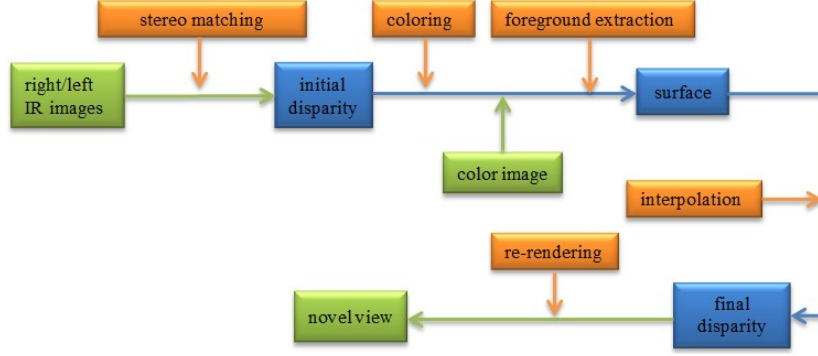 stereo matching
coloring
foreground extraction
right/left
IR images
initial
disparity
surface
color image
interpolation
re-rendering
novel view
final
disparity